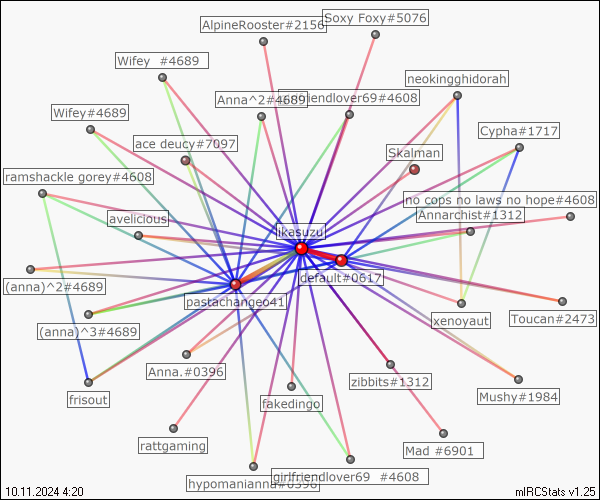 AlpineRooster#2156
Soxy Foxy#5076
Wifey  #4689
neokingghidorah
Anna^2#4689
friendlover69#4608
Wifey#4689
Cypha#1717
ace deucy#7097
Skalman
ramshackle gorey#4608
no cops no laws no hope#4608
avelicious
Annarchist#1312
ikasuzu
default#0617
(anna)^2#4689
pastachangeo41
(anna)^3#4689
xenoyaut
Toucan#2473
Anna.#0396
zibbits#1312
frisout
fakedingo
Mushy#1984
rattgaming
Mad #6901
hypomanianna#0396
girlfriendlover69  #4608
10.11.2024 4:20
mIRCStats v1.25